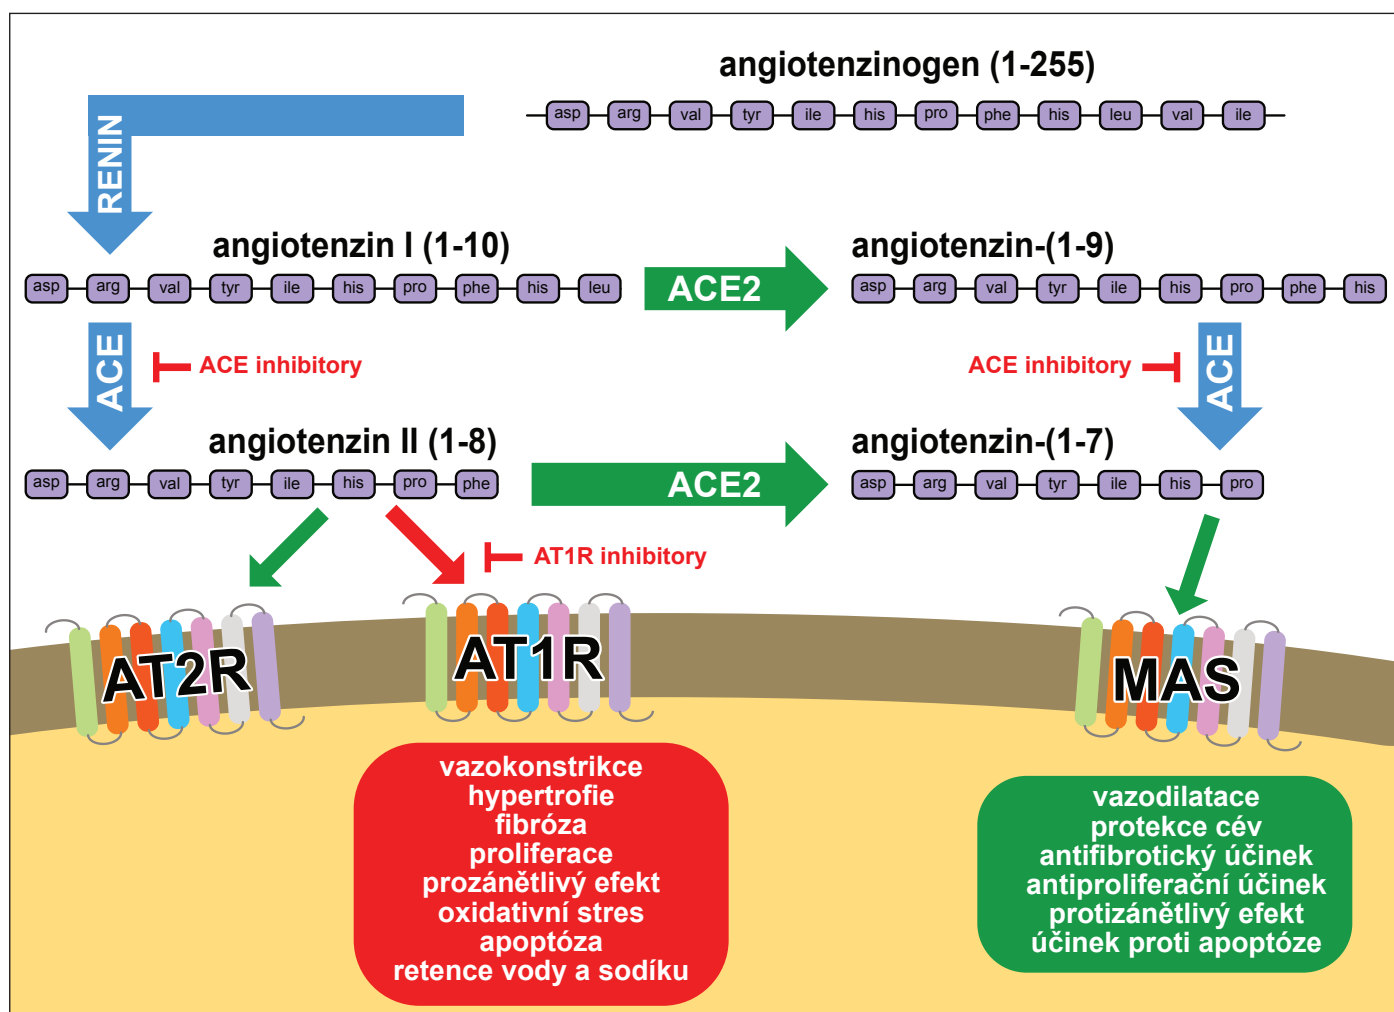 angiotenzinogen (1-255)
asp arg val tyr ile his pro phe his leu val ile
RENIN
angiotenzin I (1-10)
asp arg val tyr ile his pro phe his leu
ACE2
angiotenzin-(1-9)
asp arg val tyr ile his pro phe his
ACE
ACE inhibitory
ACE inhibitory
ACE
angiotenzin II (1-8)
asp arg val tyr ile his pro phe
ACE2
angiotenzin-(1-7)
asp arg val tyr ile his pro
AT1R inhibitory
AT2R
AT1R
MAS
vazokonstrikce
hypertrofie
fibróza
proliferace
prozánětlivý efekt
oxidativní stres
apoptóza
retence vody a sodíku
vazodilatace
protekce cév
antifibrotický účinek
antiproliferační účinek
protizánětlivý efekt
účinek proti apoptóze